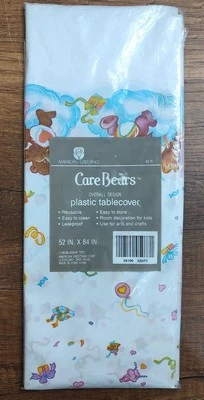 AMERICAN GREETINGS
Care Bears™
OVERALL DESIGN
plastic tablecover
• Reusable
• Easy to clean
• Leakproof
• Easy to store
• Room decoration for kids
• Use for arts and crafts
52 IN. X 84 IN.